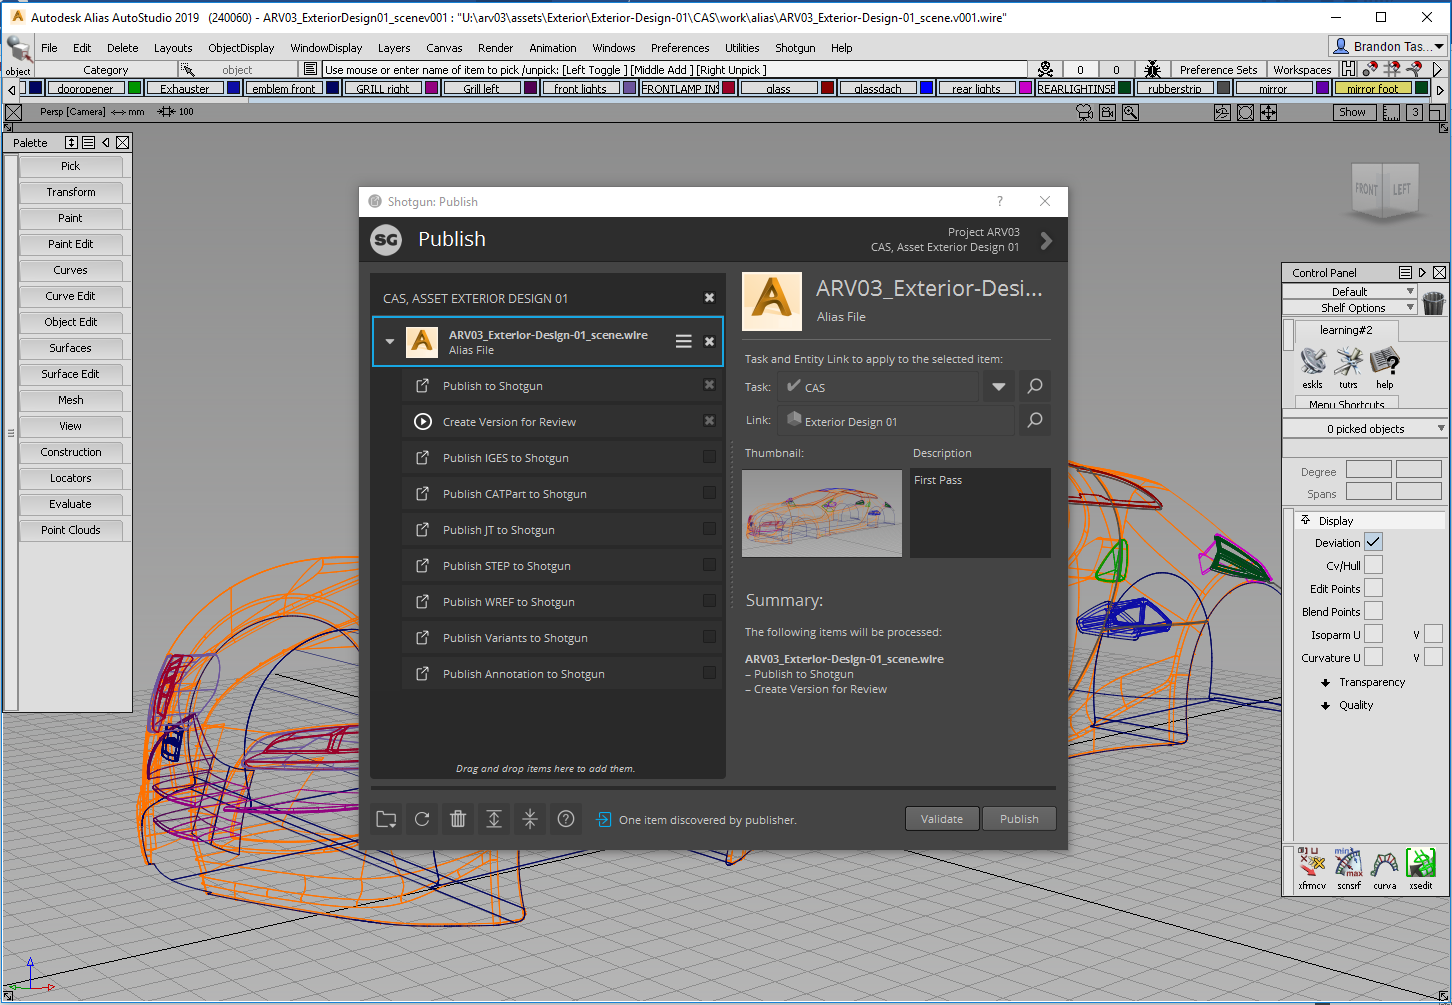 Autodesk Alias AutoStudio 2019   (240060) - ARV03_ExteriorDesign01_scenev001 : "U:\arv03\assets\Exterior\Exterior-Design-01\CAS\work\alias\ARV03_Exterior-Design-01_scene.v001.wire"
File Edit Delete Layouts ObjectDisplay WindowDisplay Layers Canvas Render Animation Windows Preferences Utilities Shotgun Help
Brandon Tas...
object
Category
object
Use mouse or enter name of item to pick /unpick: [Left Toggle ] [Middle Add ] [Right Unpick ]
0
0
Preference Sets
Workspaces
dooropener Exhauster emblem front GRILL right Grill left front lights FRONTLAMP INS glass glassdach rear lights REARLIGHTINSE rubberstrip mirror mirror foot
Persp [Camera] mm 100
Show
3
Palette
Pick
Transform
Paint
Paint Edit
Curves
Curve Edit
Object Edit
Surfaces
Surface Edit
Mesh
View
Construction
Locators
Evaluate
Point Clouds
FRONT LEFT
Shotgun: Publish
?
SG
Publish
Project ARV03
CAS, Asset Exterior Design 01
CAS, ASSET EXTERIOR DESIGN 01
ARV03_Exterior-Design-01_scene.wire
Alias File
Publish to Shotgun
Create Version for Review
Publish IGES to Shotgun
Publish CATPart to Shotgun
Publish JT to Shotgun
Publish STEP to Shotgun
Publish WREF to Shotgun
Publish Variants to Shotgun
Publish Annotation to Shotgun
Drag and drop items here to add them.
ARV03_Exterior-Desi...
Alias File
Task and Entity Link to apply to the selected item:
Task: CAS
Link: Exterior Design 01
Thumbnail:
Description
First Pass
Summary:
The following items will be processed:
ARV03_Exterior-Design-01_scene.wire
– Publish to Shotgun
– Create Version for Review
One item discovered by publisher.
Validate
Publish
Control Panel
Default
Shelf Options
learning#2
eskls tutrs help
Menu Shortcuts
0 picked objects
Degree
Spans
Display
Deviation
Cv/Hull
Edit Points
Blend Points
Isoparm U V
Curvature U V
Transparency
Quality
min
max
xfrmcv scnsrf curva xsedit